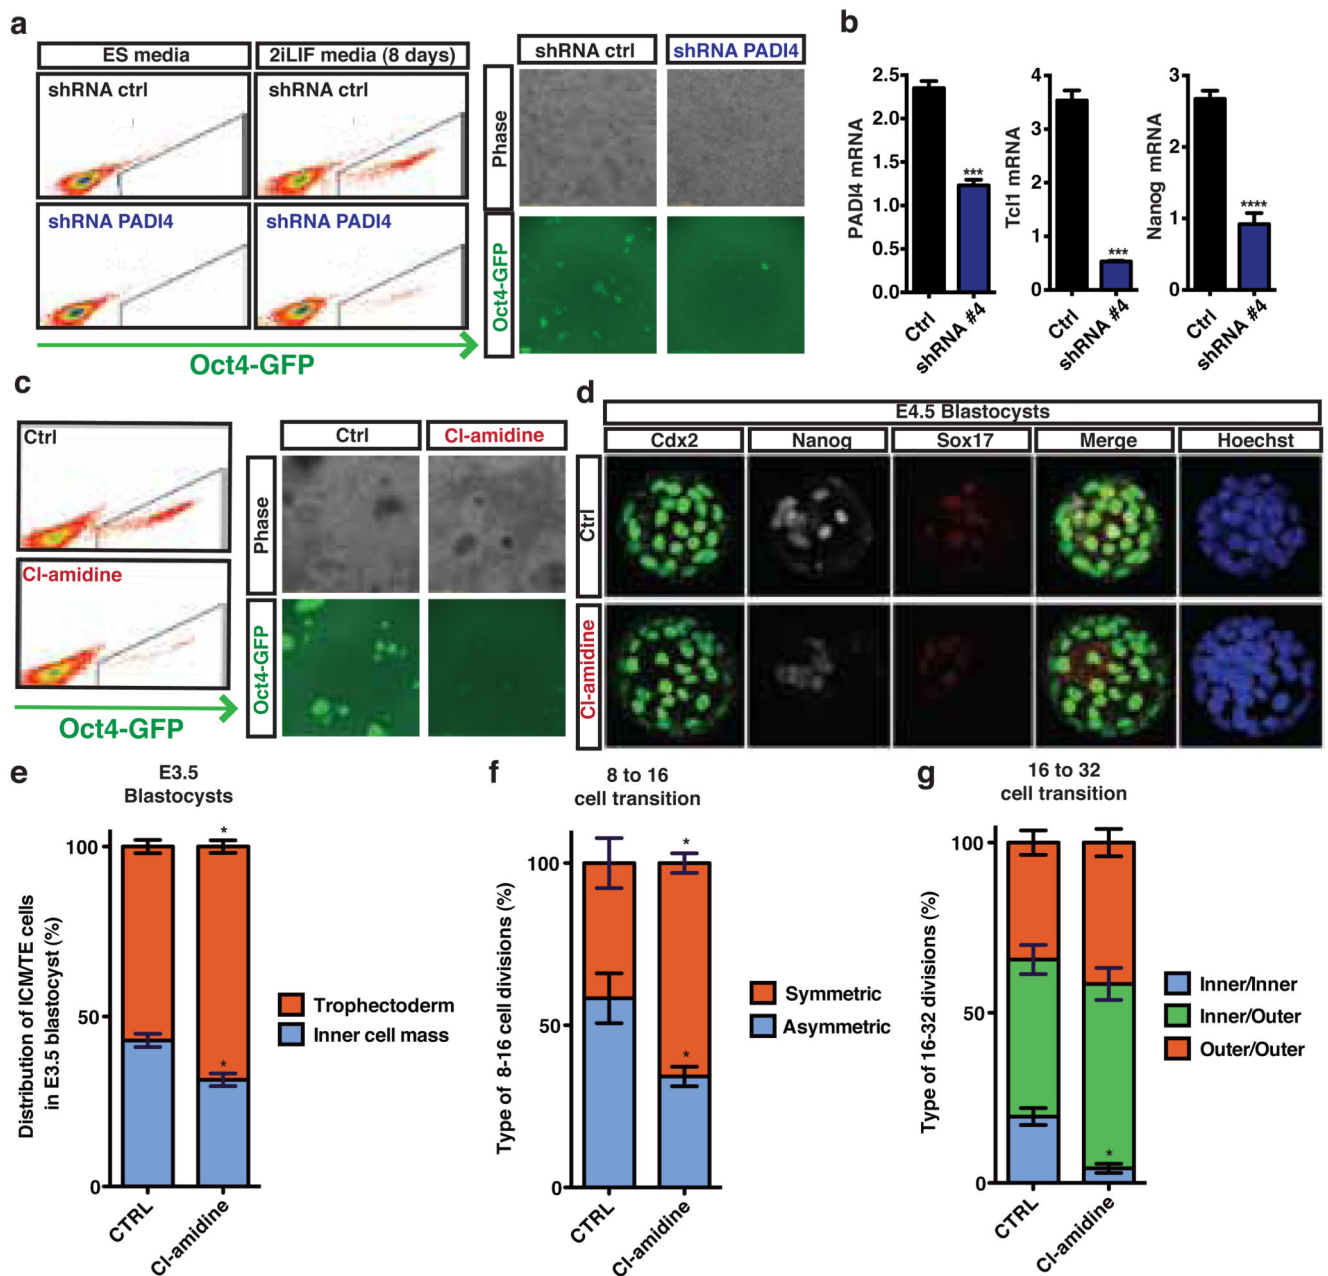 a
ES media
2iLIF media (8 days)
shRNA ctrl
shRNA ctrl
shRNA PADI4
shRNA PADI4
Oct4-GFP
shRNA ctrl
shRNA PADI4
Phase
Oct4-GFP
b
PADI4 mRNA
2.5
2.0
1.5
1.0
0.5
0.0
***
Ctrl
shRNA #4
Tcl1 mRNA
4
3
2
1
0
***
Ctrl
shRNA #4
Nanog mRNA
3
2
1
0
****
Ctrl
shRNA #4
c
Ctrl
Cl-amidine
Oct4-GFP
Ctrl
Cl-amidine
Phase
Oct4-GFP
d
E4.5 Blastocysts
Cdx2
Nanog
Sox17
Merge
Hoechst
Ctrl
Cl-amidine
e
E3.5
Blastocysts
Distribution of ICM/TE cells
in E3.5 blastocyst (%)
100
50
0
*
*
CTRL
Cl-amidine
Trophectoderm
Inner cell mass
f
8 to 16
cell transition
Type of 8-16 cell divisions (%)
100
50
0
*
*
CTRL
Cl-amidine
Symmetric
Asymmetric
g
16 to 32
cell transition
Type of 16-32 divisions (%)
100
50
0
*
CTRL
Cl-amidine
Inner/Inner
Inner/Outer
Outer/Outer